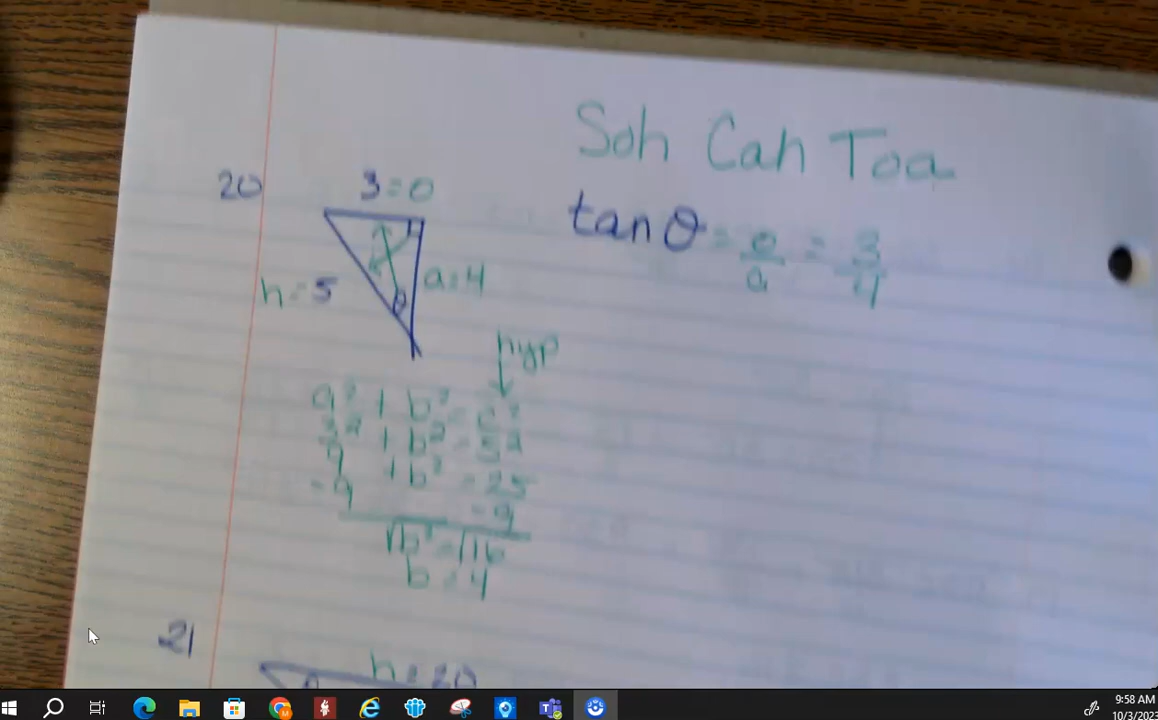 Soh Cah Toa
20
3=o
tan θ = o/a = 3/4
h=5
a=4
θ
hyp
a² + b² = c²
3² + b² = 5²
9 + b² = 25
-9 -9
√b² = √16
b = 4
21
h=20
9:58 AM